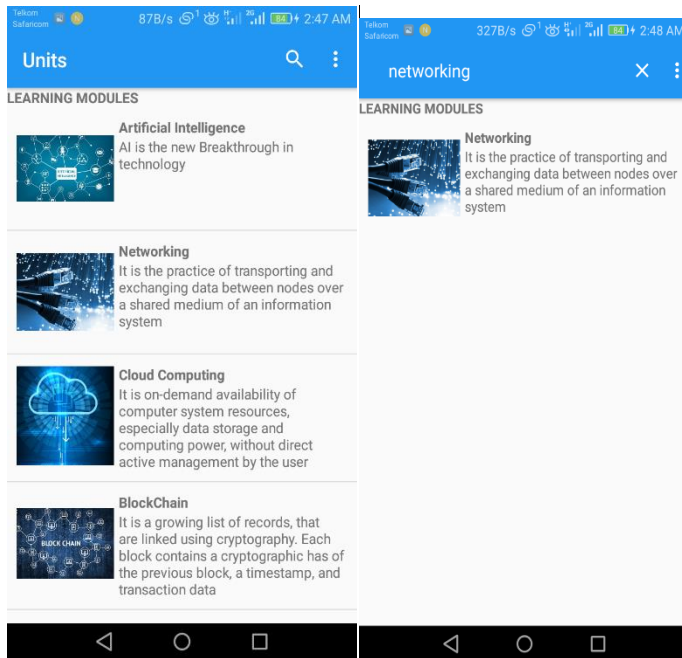 Telkom
Safaricom
87B/s
84
2:47 AM
Units
LEARNING MODULES
Artificial Intelligence
AI is the new Breakthrough in
technology
Networking
It is the practice of transporting and
exchanging data between nodes over
a shared medium of an information
system
Cloud Computing
It is on-demand availability of
computer system resources,
especially data storage and
computing power, without direct
active management by the user
BLOCK CHAIN
BlockChain
It is a growing list of records, that
are linked using cryptography. Each
block contains a cryptographic has of
the previous block, a timestamp, and
transaction data
Telkom
Safaricom
327B/s
84
2:48 AM
networking
LEARNING MODULES
Networking
It is the practice of transporting and
exchanging data between nodes over
a shared medium of an information
system